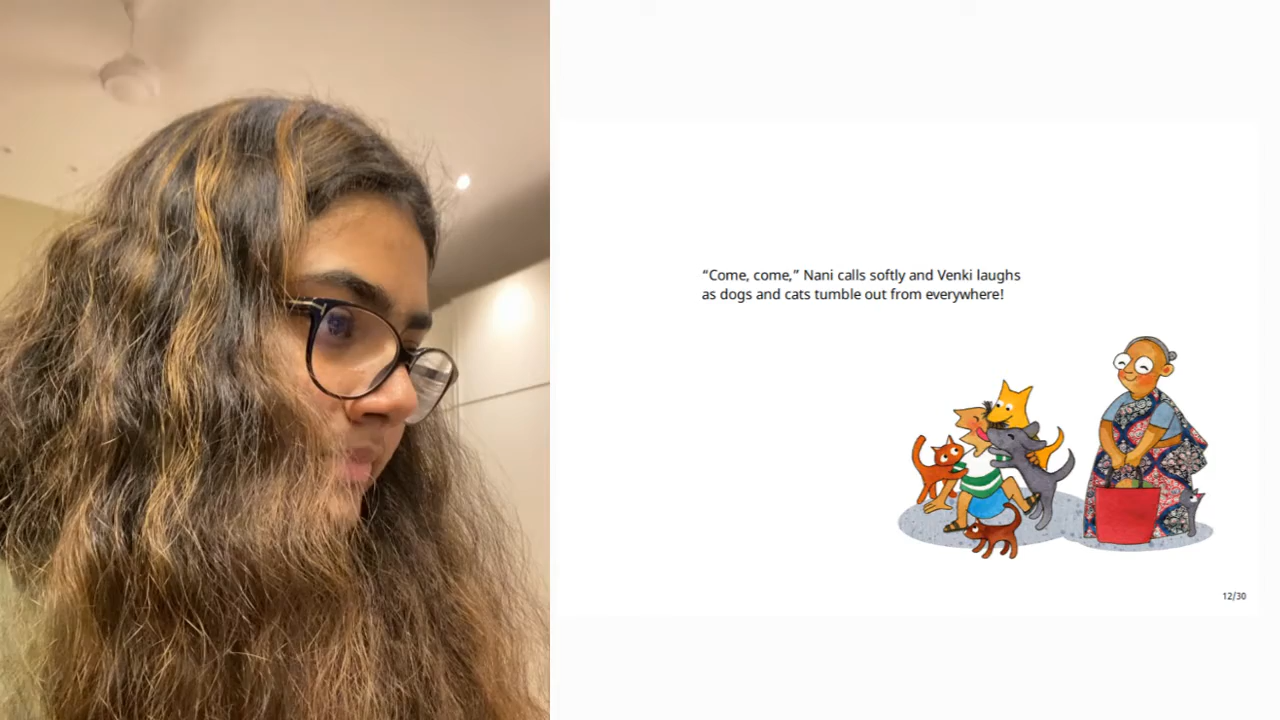 “Come, come,” Nani calls softly and Venki laughs
as dogs and cats tumble out from everywhere!
12/30